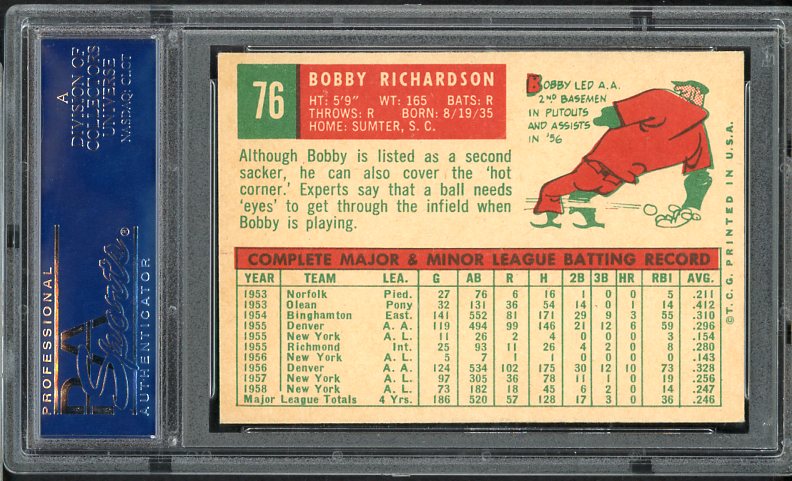 A
DIVISION OF
COLLECTORS
UNIVERSE
NASDAQ: CLCT
PROFESSIONAL
PSA
Sports®
AUTHENTICATOR
76
BOBBY RICHARDSON
HT: 5'9" WT: 165 BATS: R
THROWS: R BORN: 8/19/35
HOME: SUMTER, S. C.
Although Bobby is listed as a second
sacker, he can also cover the 'hot
corner.' Experts say that a ball needs
'eyes' to get through the infield when
Bobby is playing.
BOBBY LED A.A.
2ND BASEMEN
IN PUTOUTS
AND ASSISTS
IN '56
COMPLETE MAJOR & MINOR LEAGUE BATTING RECORD
YEAR TEAM LEA. G AB R H 2B 3B HR RBI AVG.
1953 Norfolk Pied. 27 76 6 16 1 0 0 5 .211
1953 Olean Pony 32 131 36 54 14 0 1 14 .412
1954 Binghamton East. 141 552 81 171 29 9 3 55 .310
1955 Denver A. A. 119 494 99 146 21 12 6 59 .296
1955 New York A. L. 11 26 2 4 0 0 0 3 .154
1955 Richmond Int. 25 93 11 26 4 2 0 8 .280
1956 New York A. L. 5 7 1 1 0 0 0 0 .143
1956 Denver A. A. 124 534 102 175 30 12 10 73 .328
1957 New York A. L. 97 305 36 78 11 1 0 19 .256
1958 New York A. L. 73 182 18 45 6 2 0 14 .247
Major League Totals 4 Yrs. 186 520 57 128 17 3 0 36 .246
©T.C.G. PRINTED IN U.S.A.